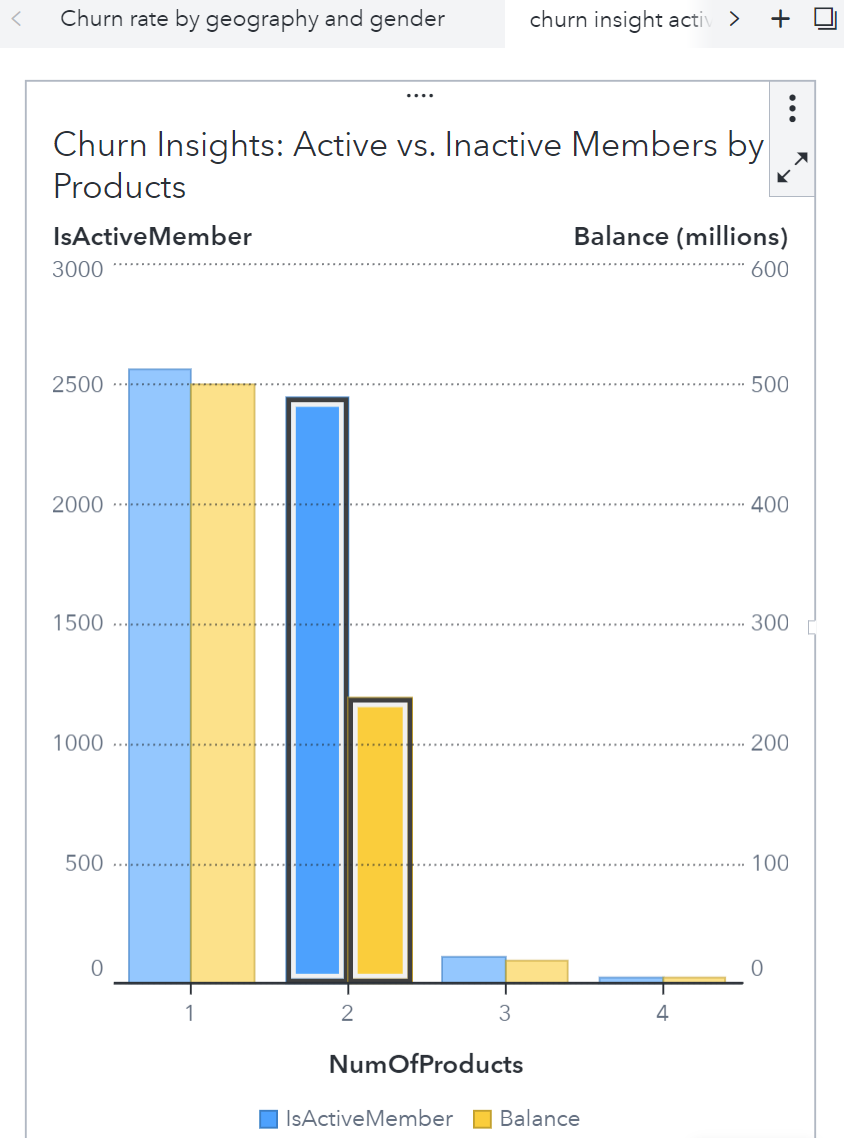 Churn rate by geography and gender
churn insight acti
Churn Insights: Active vs. Inactive Members by
Products
IsActiveMember
Balance (millions)
3000
600
2500
500
2000
400
1500
300
1000
200
500
100
0
0
1
2
3
4
NumOfProducts
IsActiveMember
Balance